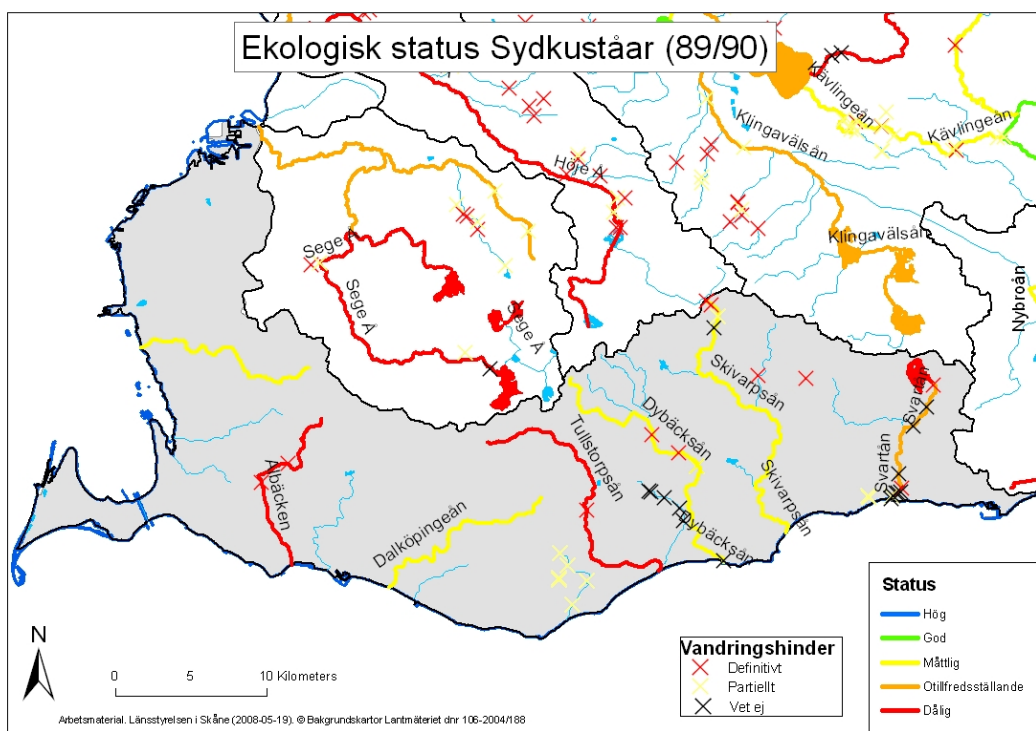 Ekologisk status Sydkuståar (89/90)
Kävlingeån
Kävlingeån
Klingavälsån
Höje Å
Klingavälsån
Sege Å
Sege Å
Sege Å
Nybroån
Skivarpsån
Svartån
Dybäcksån
Tullstorpsån
Albäcken
Svartån
Skivarpsån
Dalköpingeån
Dybäcksån
N
0 5 10 Kilometers
Vandringshinder
Definitivt
Partiellt
Vet ej
Status
Hög
God
Måttlig
Otillfredsställande
Dålig
Arbetsmaterial. Länsstyrelsen i Skåne (2008-05-19). © Bakgrundskartor Lantmäteriet dnr 106-2004/188